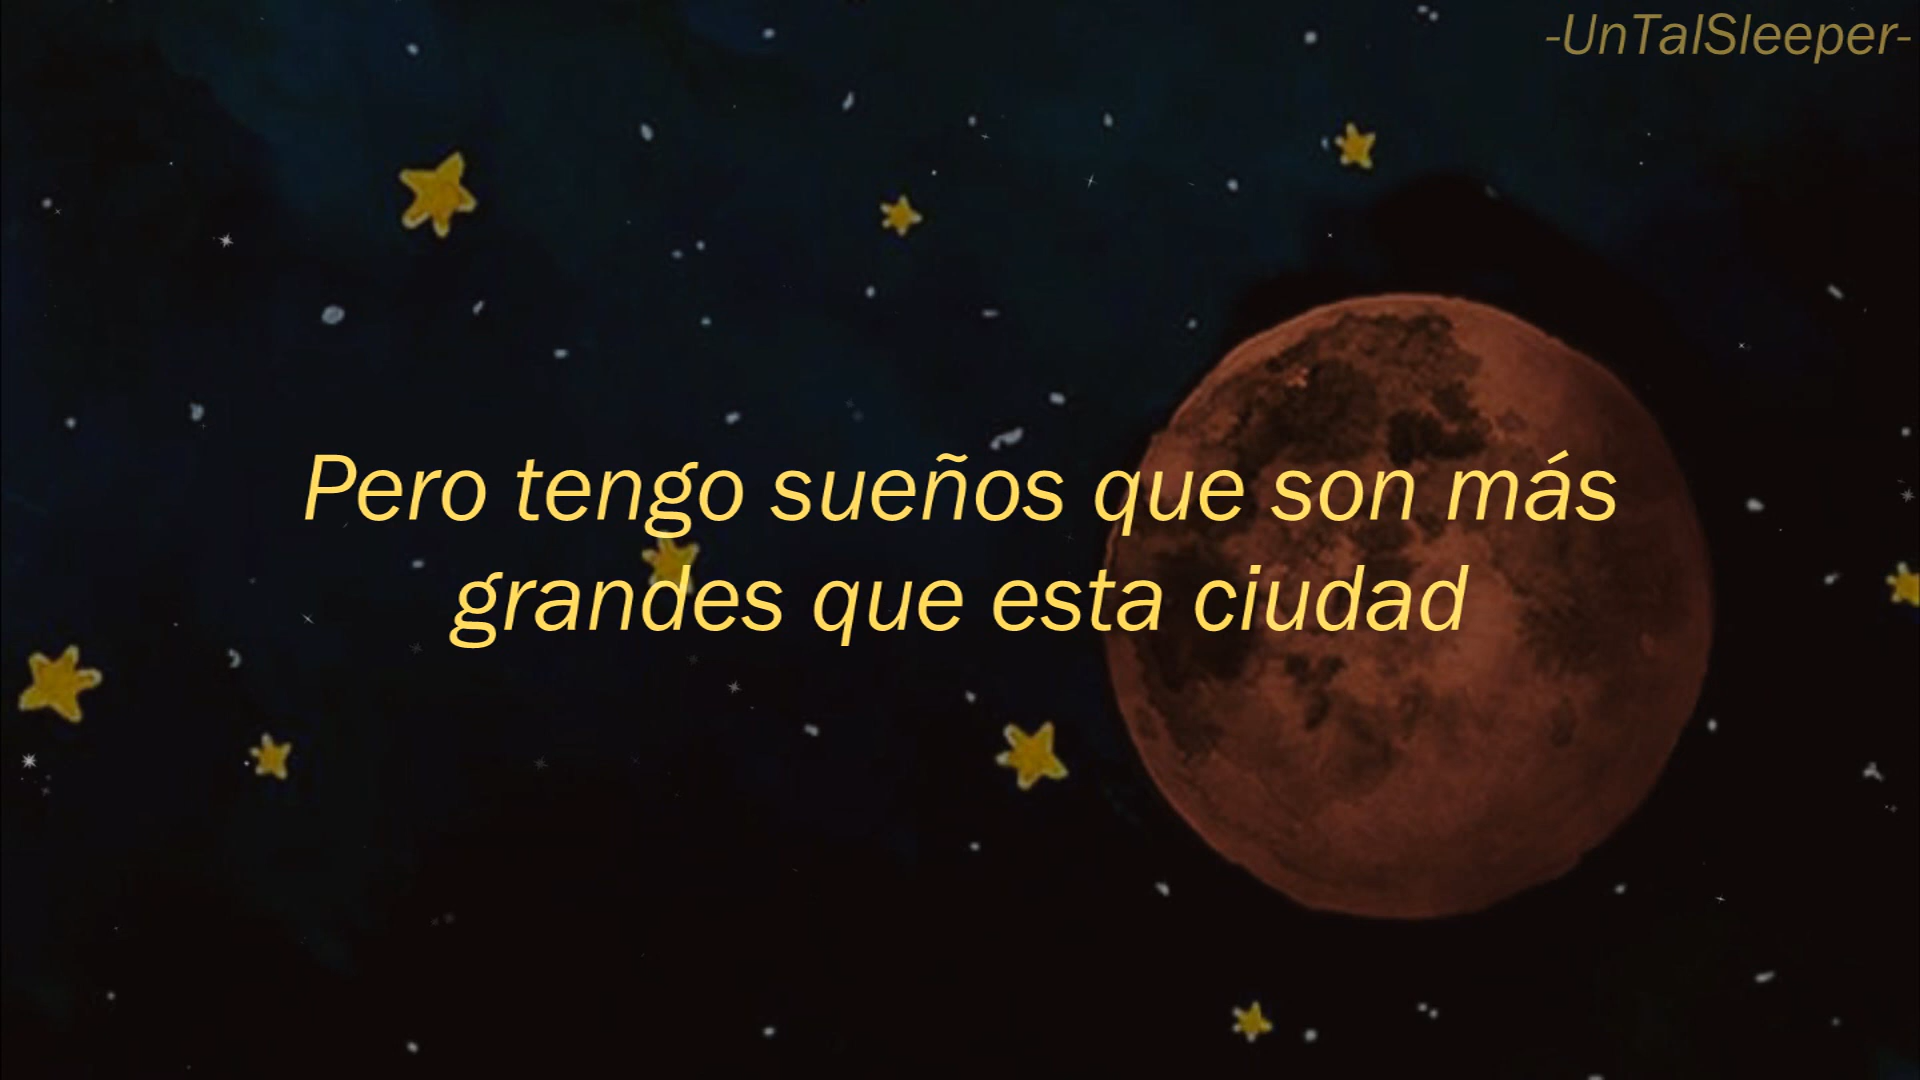 -UnTalSleeper-
Pero tengo sueños que son más
grandes que esta ciudad